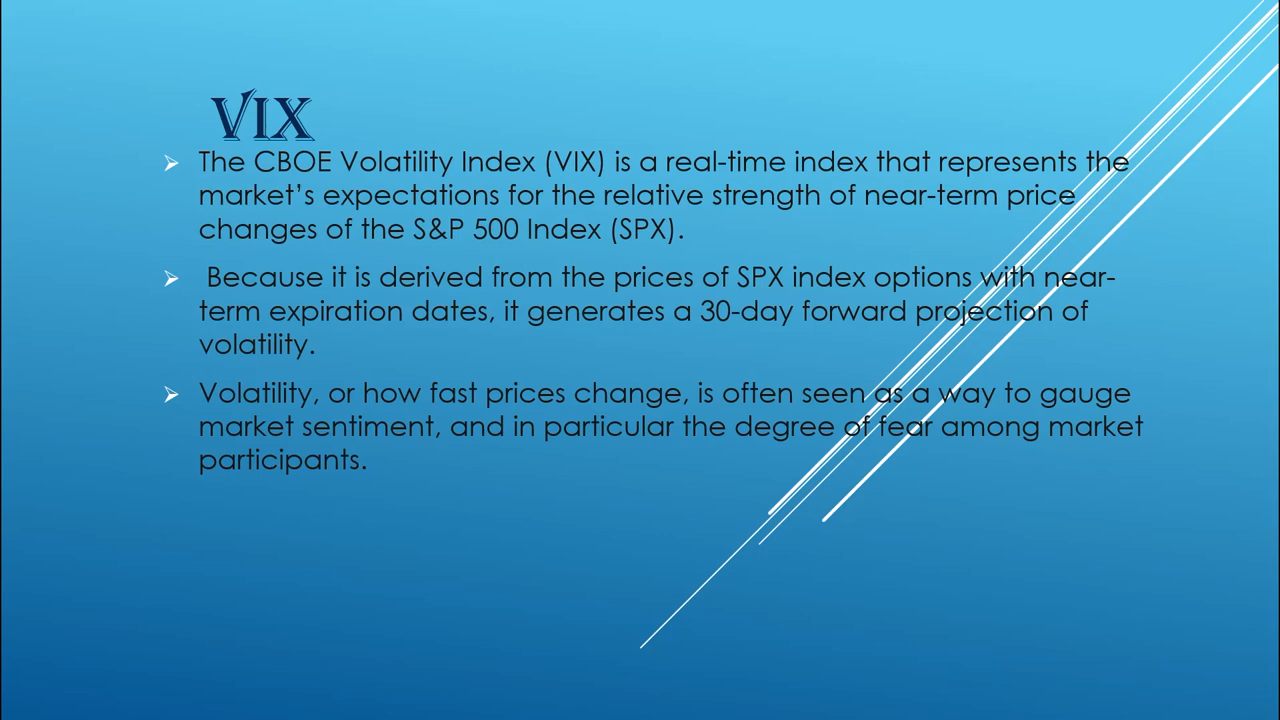 VIX
The CBOE Volatility Index (VIX) is a real-time index that represents the
market’s expectations for the relative strength of near-term price
changes of the S&P 500 Index (SPX).
Because it is derived from the prices of SPX index options with near-
term expiration dates, it generates a 30-day forward projection of
volatility.
Volatility, or how fast prices change, is often seen as a way to gauge
market sentiment, and in particular the degree of fear among market
participants.